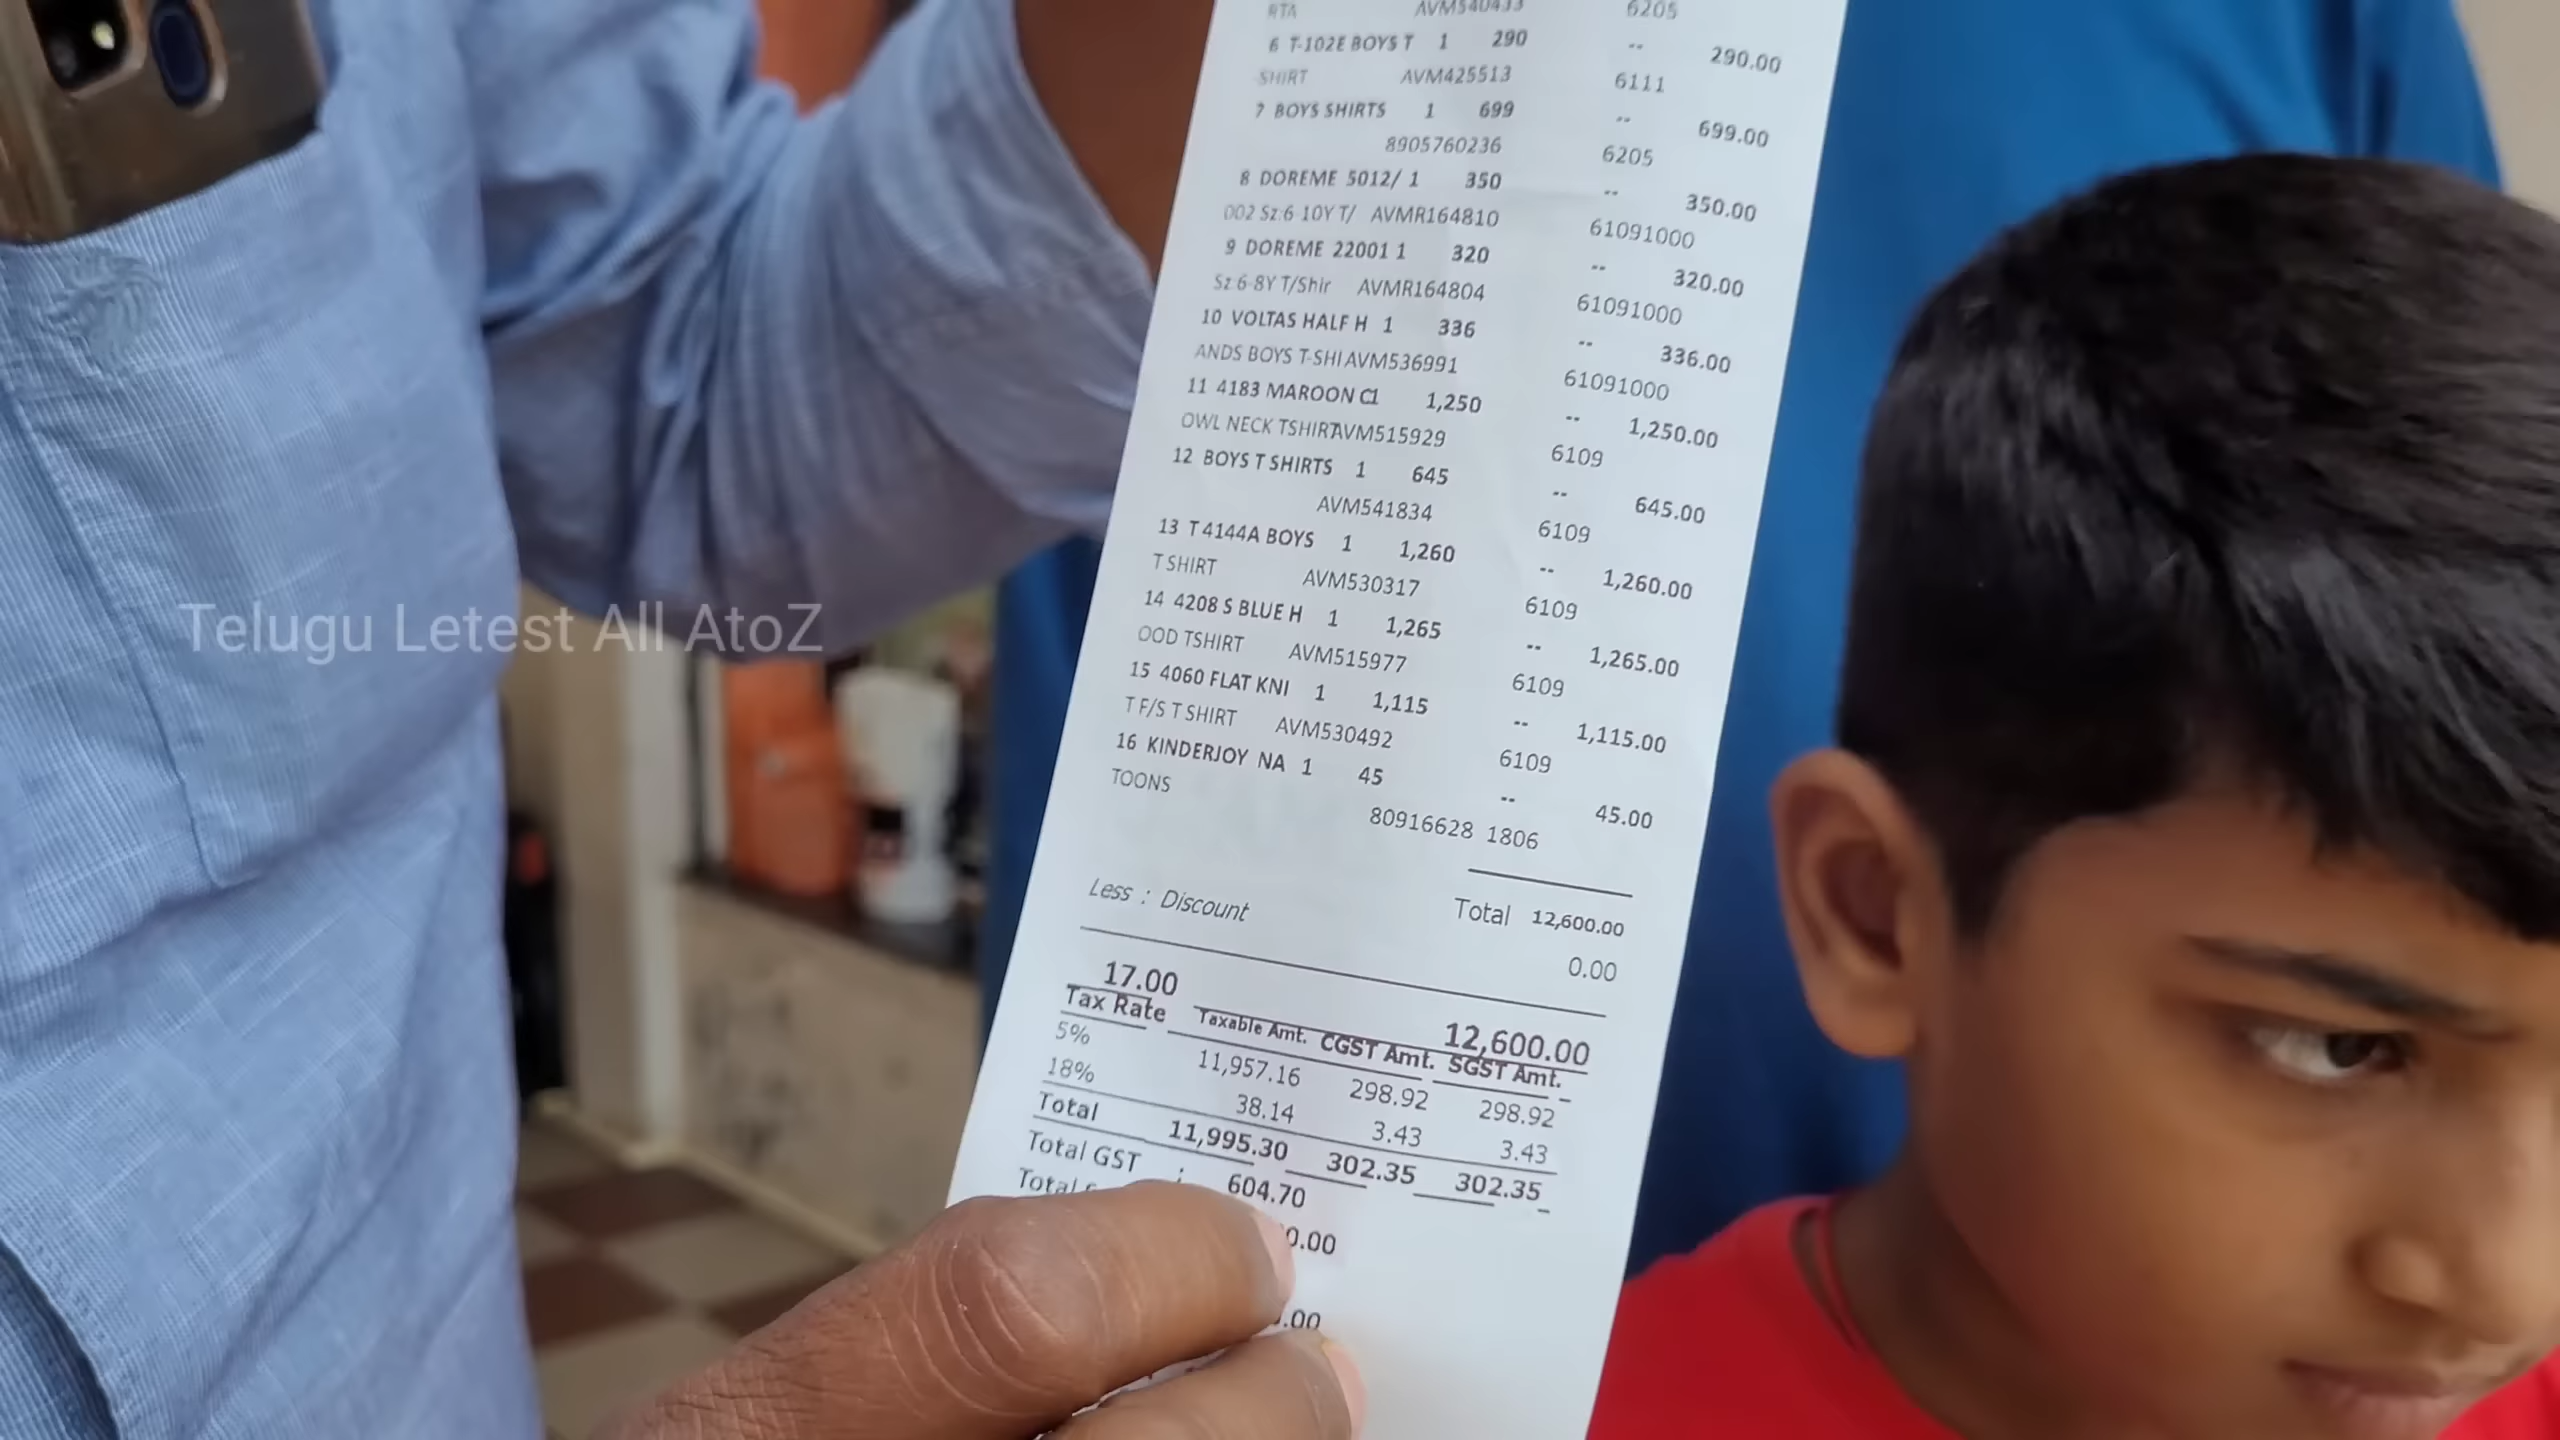 RTA AVM540433 6205
6 T-102E BOYS T 1 290 -- 290.00
SHIRT AVM425513 6111
7 BOYS SHIRTS 1 699 -- 699.00
8905760236 6205
8 DOREME 5012/ 1 350 -- 350.00
002 Sz:6-10Y T/ AVMR164810 61091000
9 DOREME 22001 1 320 -- 320.00
Sz:6-8Y T/Shir AVMR164804 61091000
10 VOLTAS HALF H 1 336 -- 336.00
ANDS BOYS T-SHI AVM536991 61091000
11 4183 MAROON C1 1,250 -- 1,250.00
OWL NECK TSHIRT AVM515929 6109
12 BOYS T SHIRTS 1 645 -- 645.00
AVM541834 6109
13 T 4144A BOYS 1 1,260 -- 1,260.00
T SHIRT AVM530317 6109
14 4208 S BLUE H 1 1,265 -- 1,265.00
OOD TSHIRT AVM515977 6109
15 4060 FLAT KNI 1 1,115 -- 1,115.00
T F/S T SHIRT AVM530492 6109
16 KINDERJOY NA 1 45 -- 45.00
TOONS 80916628 1806
Total 12,600.00
Less : Discount 0.00
17.00 12,600.00
Tax Rate Taxable Amt. CGST Amt. SGST Amt.
5% 11,957.16 298.92 298.92
18% 38.14 3.43 3.43
Total 11,995.30 302.35 302.35
Total GST : 604.70
Total 0.00
.00
Telugu Letest All AtoZ